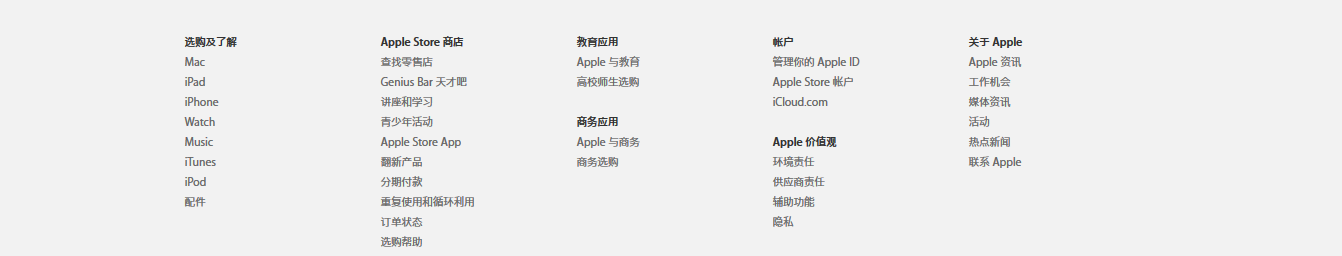 选购及了解
Mac
iPad
iPhone
Watch
Music
iTunes
iPod
配件
Apple Store 商店
查找零售店
Genius Bar 天才吧
讲座和学习
青少年活动
Apple Store App
翻新产品
分期付款
重复使用和循环利用
订单状态
选购帮助
教育应用
Apple 与教育
高校师生选购
商务应用
Apple 与商务
商务选购
帐户
管理你的 Apple ID
Apple Store 帐户
iCloud.com
Apple 价值观
环境责任
供应商责任
辅助功能
隐私
关于 Apple
Apple 资讯
工作机会
媒体资讯
活动
热点新闻
联系 Apple